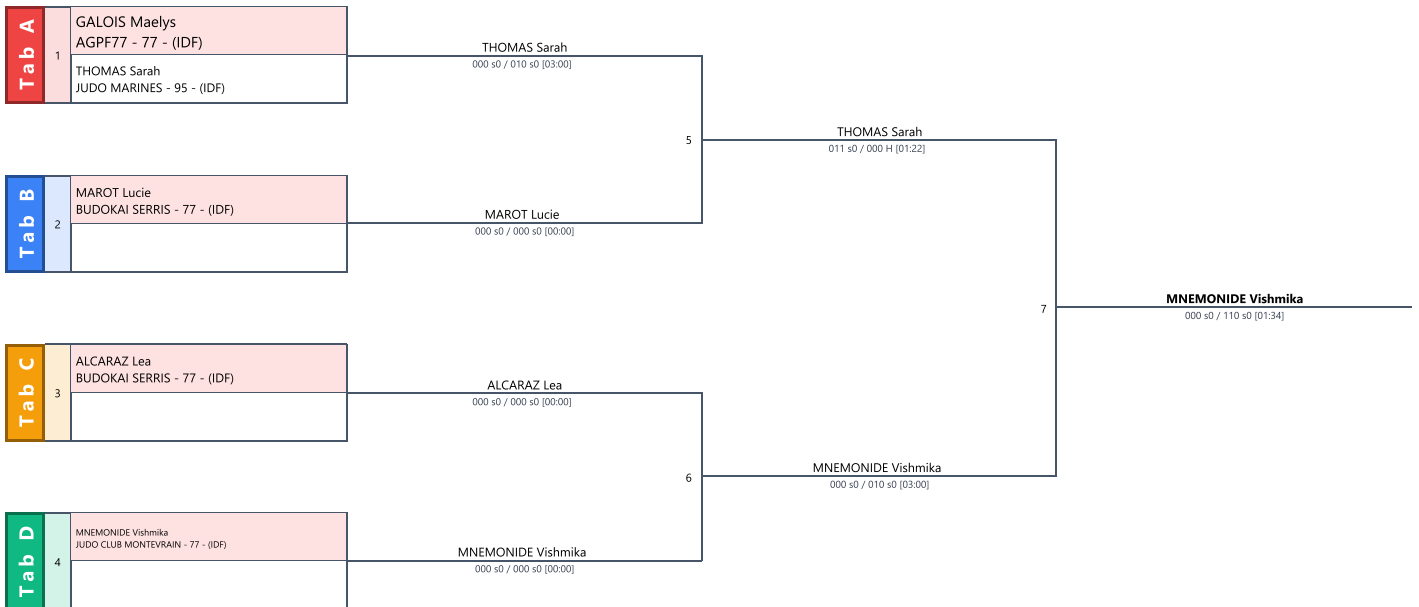 Tab A
1
GALOIS Maelys
AGPF77 - 77 - (IDF)
THOMAS Sarah
JUDO MARINES - 95 - (IDF)
THOMAS Sarah
000 s0 / 010 s0 [03:00]
5
THOMAS Sarah
011 s0 / 000 H [01:22]
Tab B
2
MAROT Lucie
BUDOKAI SERRIS - 77 - (IDF)
MAROT Lucie
000 s0 / 000 s0 [00:00]
7
MNEMONIDE Vishmika
000 s0 / 110 s0 [01:34]
Tab C
3
ALCARAZ Lea
BUDOKAI SERRIS - 77 - (IDF)
ALCARAZ Lea
000 s0 / 000 s0 [00:00]
6
MNEMONIDE Vishmika
000 s0 / 010 s0 [03:00]
Tab D
4
MNEMONIDE Vishmika
JUDO CLUB MONTEVRAIN - 77 - (IDF)
MNEMONIDE Vishmika
000 s0 / 000 s0 [00:00]